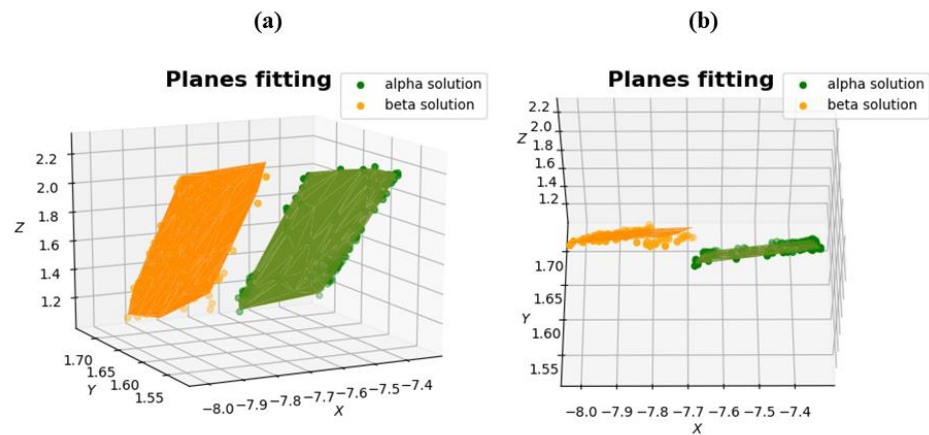 (a)
Planes fitting
alpha solution
beta solution
2.2
2.0
1.8
1.6
1.4
1.2
Z
1.70
1.65
1.60
1.55
Y
−8.0 −7.9 −7.8 −7.7 −7.6 −7.5 −7.4
X
(b)
Planes fitting
alpha solution
beta solution
2.2
2.0
1.8
1.6
1.4
1.2
Z
1.70
1.65
1.60
1.55
Y
−8.0 −7.9 −7.8 −7.7 −7.6 −7.5 −7.4
X